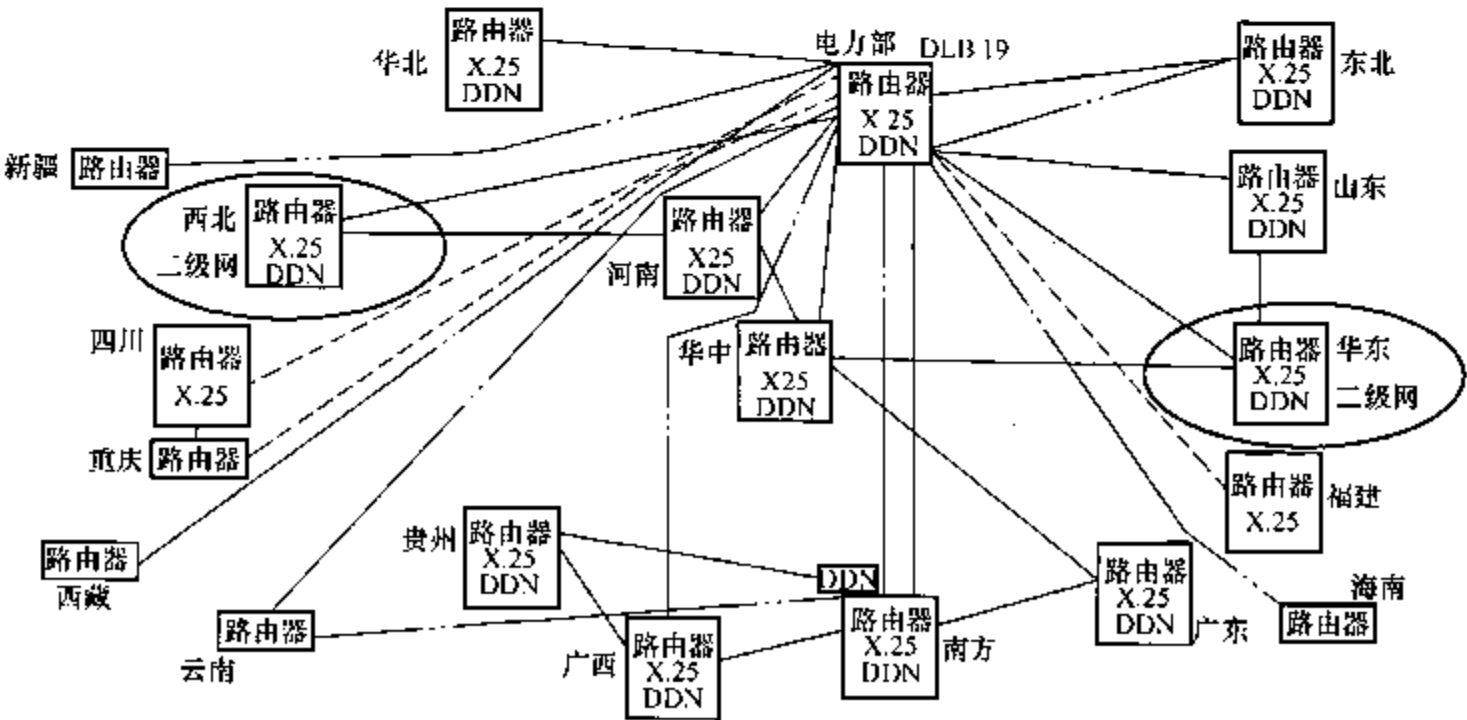 电力部 DLB 19
路由器
X 25
DDN
华北
路由器
X.25
DDN
路由器
X.25
DDN
东北
新疆
路由器
西北
二级网
路由器
X.25
DDN
河南
路由器
X25
DDN
路由器
X.25
DDN
山东
四川
路由器
X.25
华中
路由器
X25
DDN
路由器
X.25
DDN
华东
二级网
重庆
路由器
路由器
X.25
福建
路由器
西藏
贵州
路由器
X.25
DDN
DDN
路由器
X.25
DDN
广东
海南
路由器
路由器
云南
广西
路由器
X.25
DDN
路由器
X.25
DDN
南方